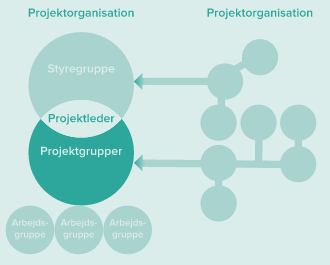 Projektorganisation
Projektorganisation
Styregruppe
Projektleder
Projektgrupper
Arbejds-
gruppe
Arbejds-
gruppe
Arbejds-
gruppe